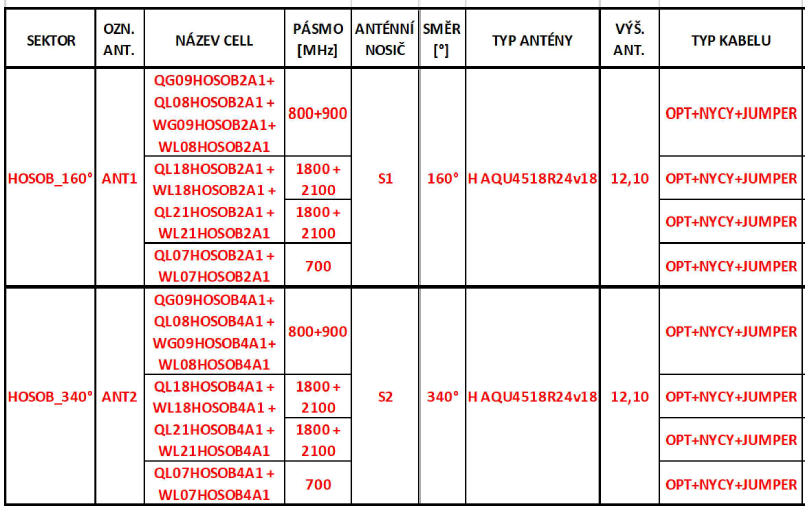 SEKTOR OZN. ANT. NÁZEV CELL PÁSMO [MHz] ANTÉNNÍ NOSIČ SMĚR [°] TYP ANTÉNY VÝŠ. ANT. TYP KABELU
QG09HOSOB2A1+
QL08HOSOB2A1 +
WG09HOSOB2A1+
WL08HOSOB2A1
800+900
OPT+NYCY+JUMPER
HOSOB_160° ANT1
QL18HOSOB2A1 +
WL18HOSOB2A1 +
1800 +
2100
S1 160° H AQU4518R24v18 12,10 OPT+NYCY+JUMPER
QL21HOSOB2A1 +
WL21HOSOB2A1
1800 +
2100
OPT+NYCY+JUMPER
QL07HOSOB2A1 +
WL07HOSOB2A1
700
OPT+NYCY+JUMPER
QG09HOSOB4A1+
QL08HOSOB4A1 +
WG09HOSOB4A1+
WL08HOSOB4A1
800+900
OPT+NYCY+JUMPER
HOSOB_340° ANT2
QL18HOSOB4A1 +
WL18HOSOB4A1 +
1800 +
2100
S2 340° H AQU4518R24v18 12,10 OPT+NYCY+JUMPER
QL21HOSOB4A1 +
WL21HOSOB4A1
1800 +
2100
OPT+NYCY+JUMPER
QL07HOSOB4A1 +
WL07HOSOB4A1
700
OPT+NYCY+JUMPER